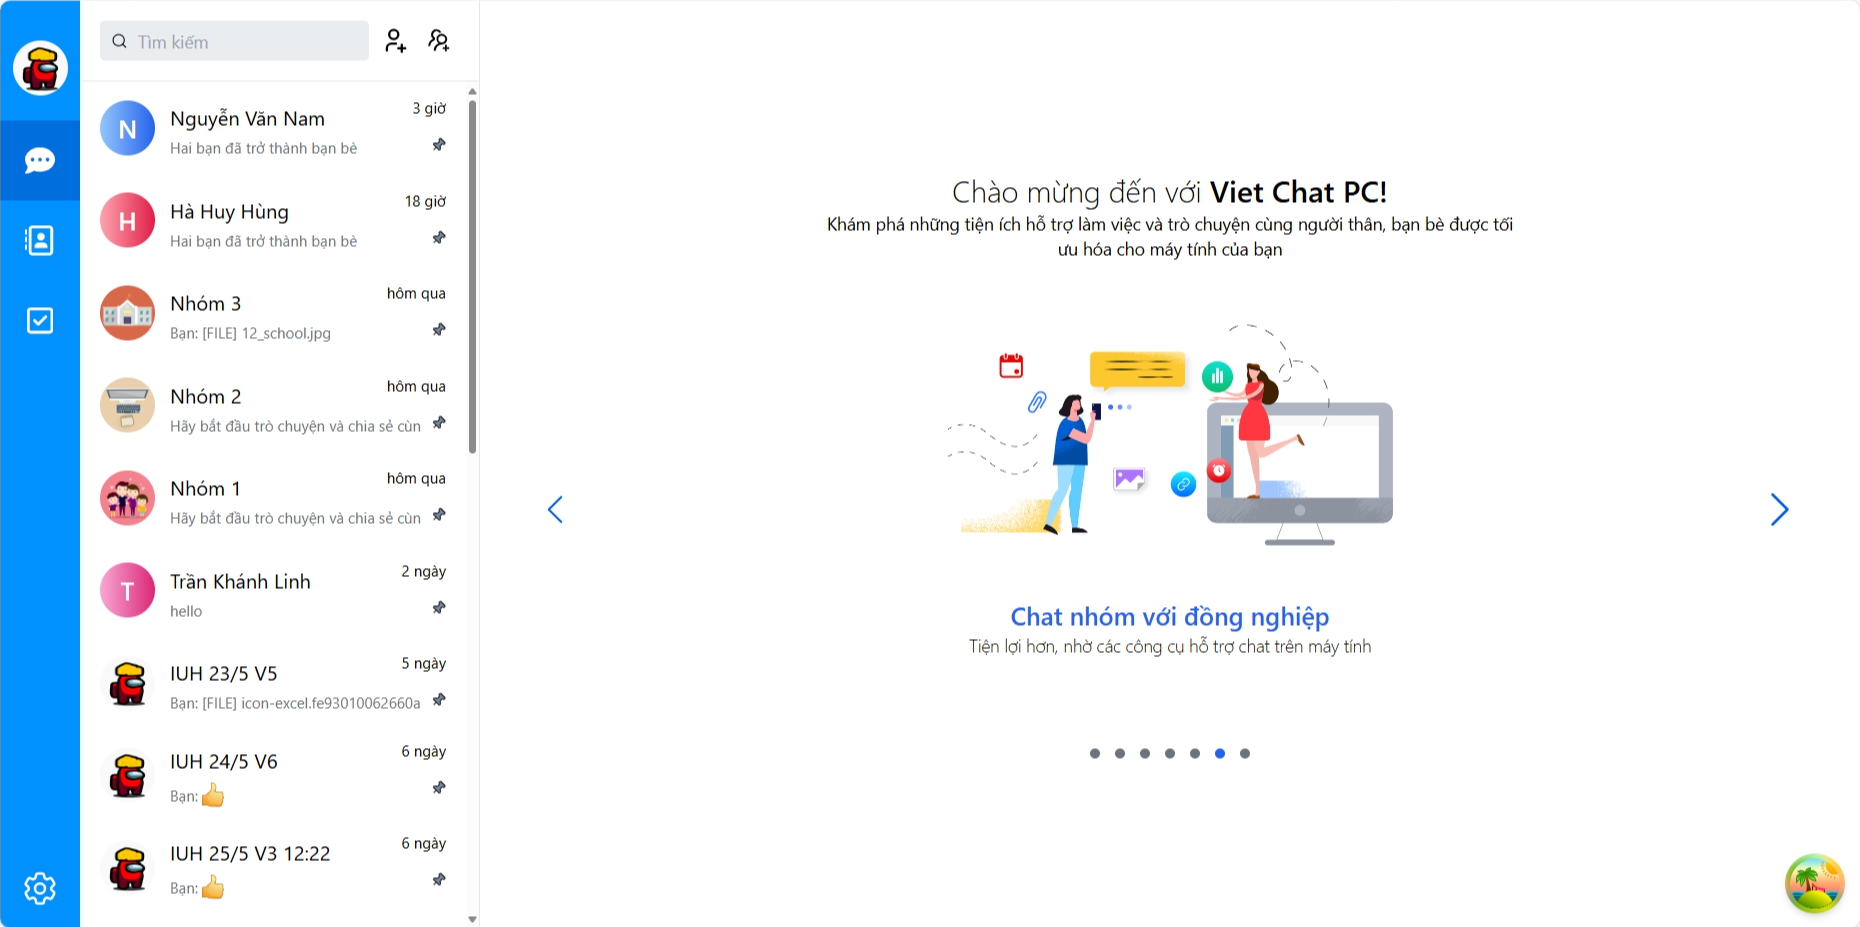 Tìm kiếm
N
Nguyễn Văn Nam
3 giờ
Hai bạn đã trở thành bạn bè
H
Hà Huy Hùng
18 giờ
Hai bạn đã trở thành bạn bè
Nhóm 3
hôm qua
Bạn: [FILE] 12_school.jpg
Nhóm 2
hôm qua
Hãy bắt đầu trò chuyện và chia sẻ cùn
Nhóm 1
hôm qua
Hãy bắt đầu trò chuyện và chia sẻ cùn
T
Trần Khánh Linh
2 ngày
hello
IUH 23/5 V5
5 ngày
Bạn: [FILE] icon-excel.fe93010062660a
IUH 24/5 V6
6 ngày
Bạn: 👍
IUH 25/5 V3 12:22
6 ngày
Bạn: 👍
Chào mừng đến với Viet Chat PC!
Khám phá những tiện ích hỗ trợ làm việc và trò chuyện cùng người thân, bạn bè được tối
ưu hóa cho máy tính của bạn
Chat nhóm với đồng nghiệp
Tiện lợi hơn, nhờ các công cụ hỗ trợ chat trên máy tính